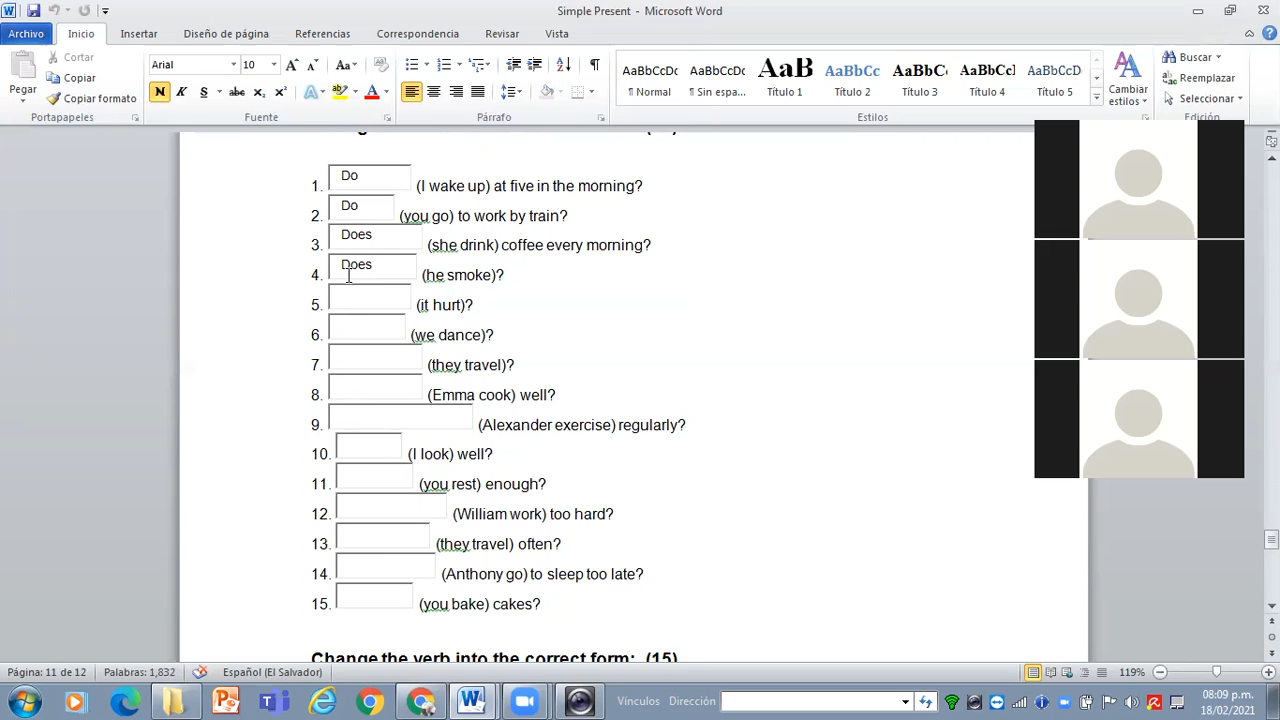 Simple Present - Microsoft Word
Archivo Inicio Insertar Diseño de página Referencias Correspondencia Revisar Vista
Cortar
Copiar
Copiar formato
Pegar
Arial 10
Buscar
Reemplazar
Seleccionar
Cambiar estilos
AaBbCcDc AaBbCcDc AaB AaBbCc AaBbCc AaBbCc AaBbCcD
¶ Normal ¶ Sin espa... Título 1 Título 2 Título 3 Título 4 Título 5
Portapapeles Fuente Párrafo Estilos Edición
1. Do (I wake up) at five in the morning?
2. Do (you go) to work by train?
3. Does (she drink) coffee every morning?
4. Does (he smoke)?
5. (it hurt)?
6. (we dance)?
7. (they travel)?
8. (Emma cook) well?
9. (Alexander exercise) regularly?
10. (I look) well?
11. (you rest) enough?
12. (William work) too hard?
13. (they travel) often?
14. (Anthony go) to sleep too late?
15. (you bake) cakes?
Change the verb into the correct form: (15)
Página: 11 de 12 Palabras: 1,832 Español (El Salvador) 119%
Vínculos Dirección
08:09 p.m.
18/02/2021